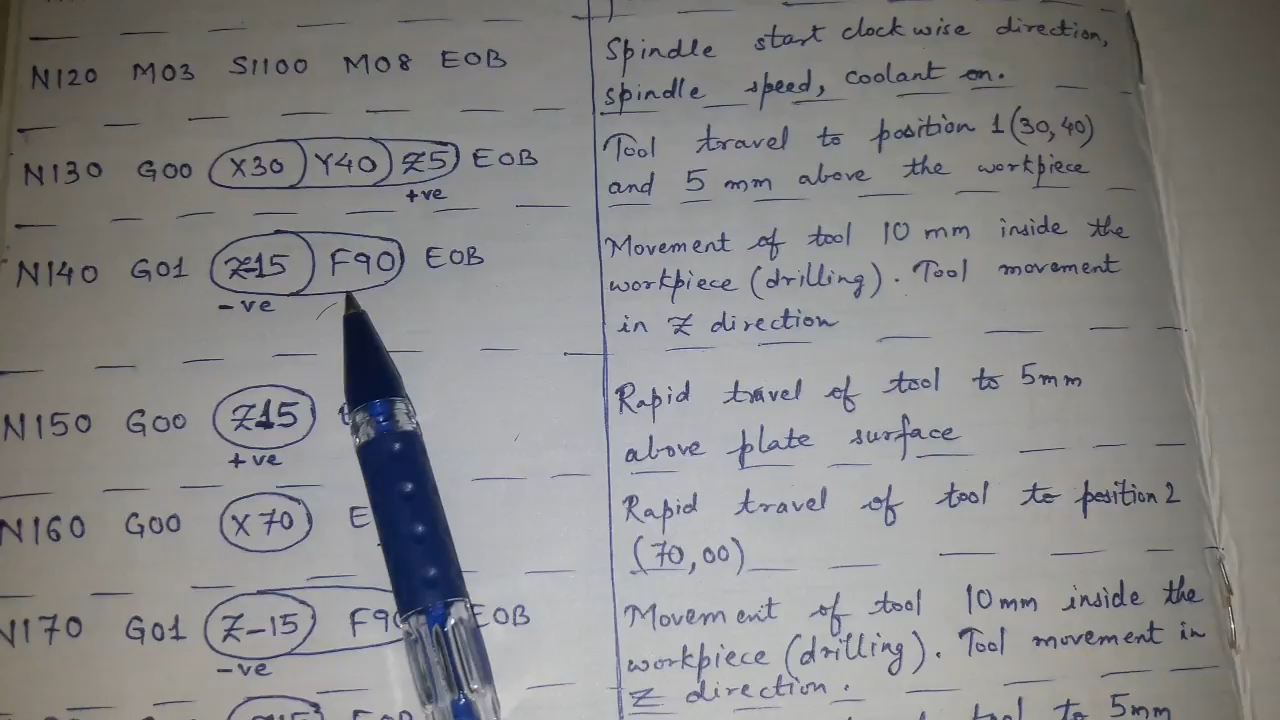 N120 M03 S1100 M08 EOB
Spindle start clockwise direction,
spindle speed, coolant on.
N130 G00 X30 Y40 Z5 EOB
+ve
Tool travel to position 1(30,40)
and 5 mm above the workpiece
N140 G01 Z-15 F90 EOB
-ve
Movement of tool 10 mm inside the
workpiece (drilling). Tool movement
in Z direction
N150 G00 Z15
+ve
Rapid travel of tool to 5mm
above plate surface
N160 G00 X70 E
Rapid travel of tool to position 2
(70,00)
N170 G01 Z-15 F90 EOB
-ve
Movement of tool 10mm inside the
workpiece (drilling). Tool movement in
Z direction.
tool to 5mm